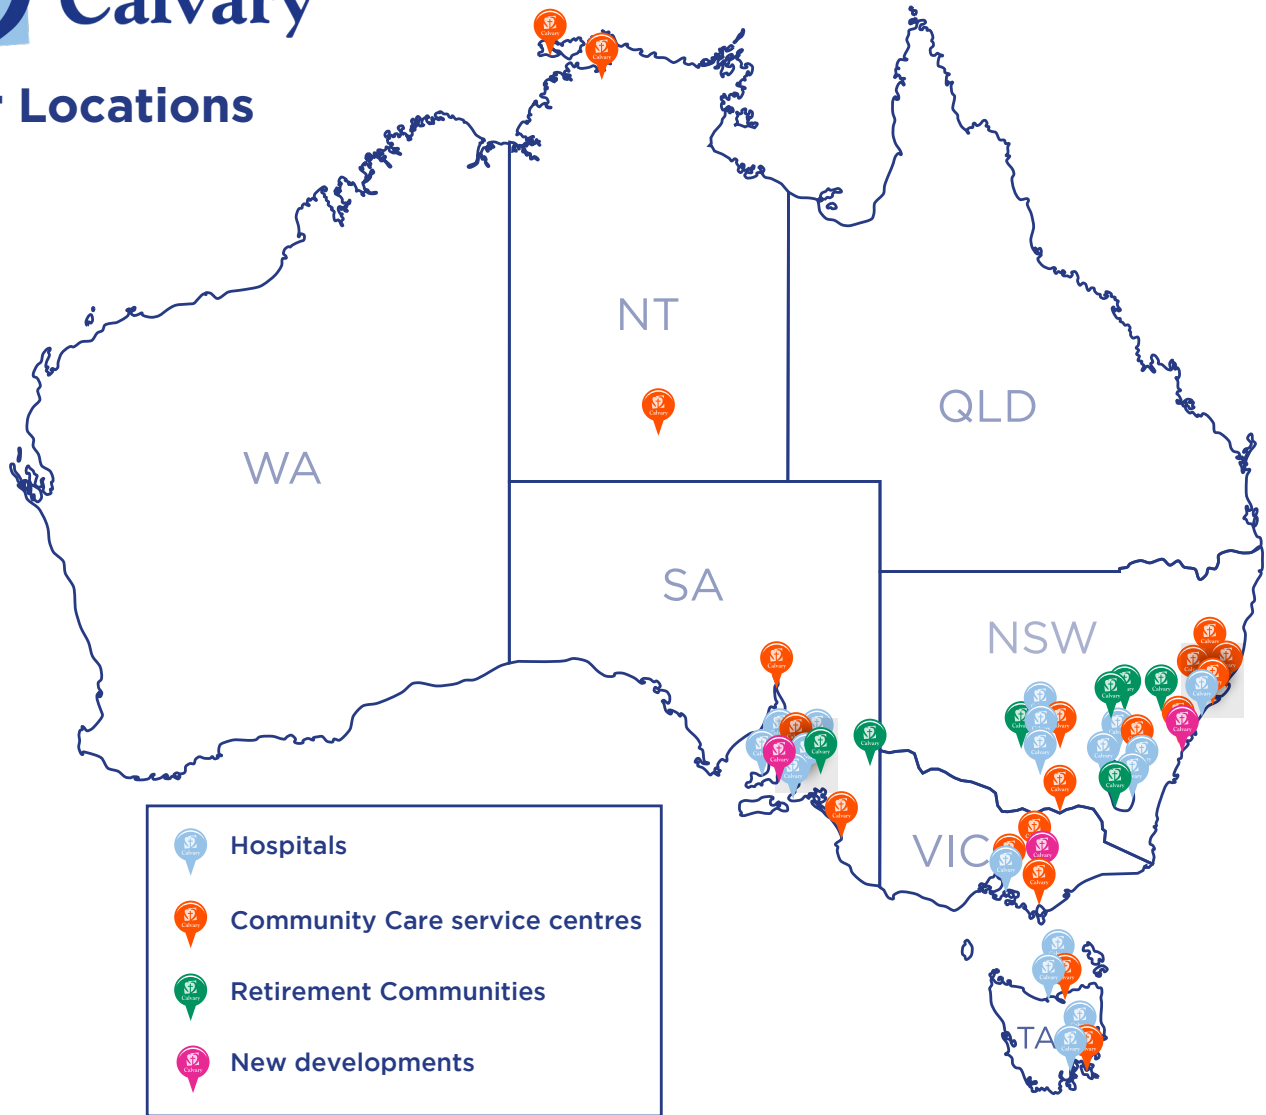 Calvary
Locations
NT
QLD
WA
SA
NSW
VIC
TA
Hospitals
Community Care service centres
Retirement Communities
New developments